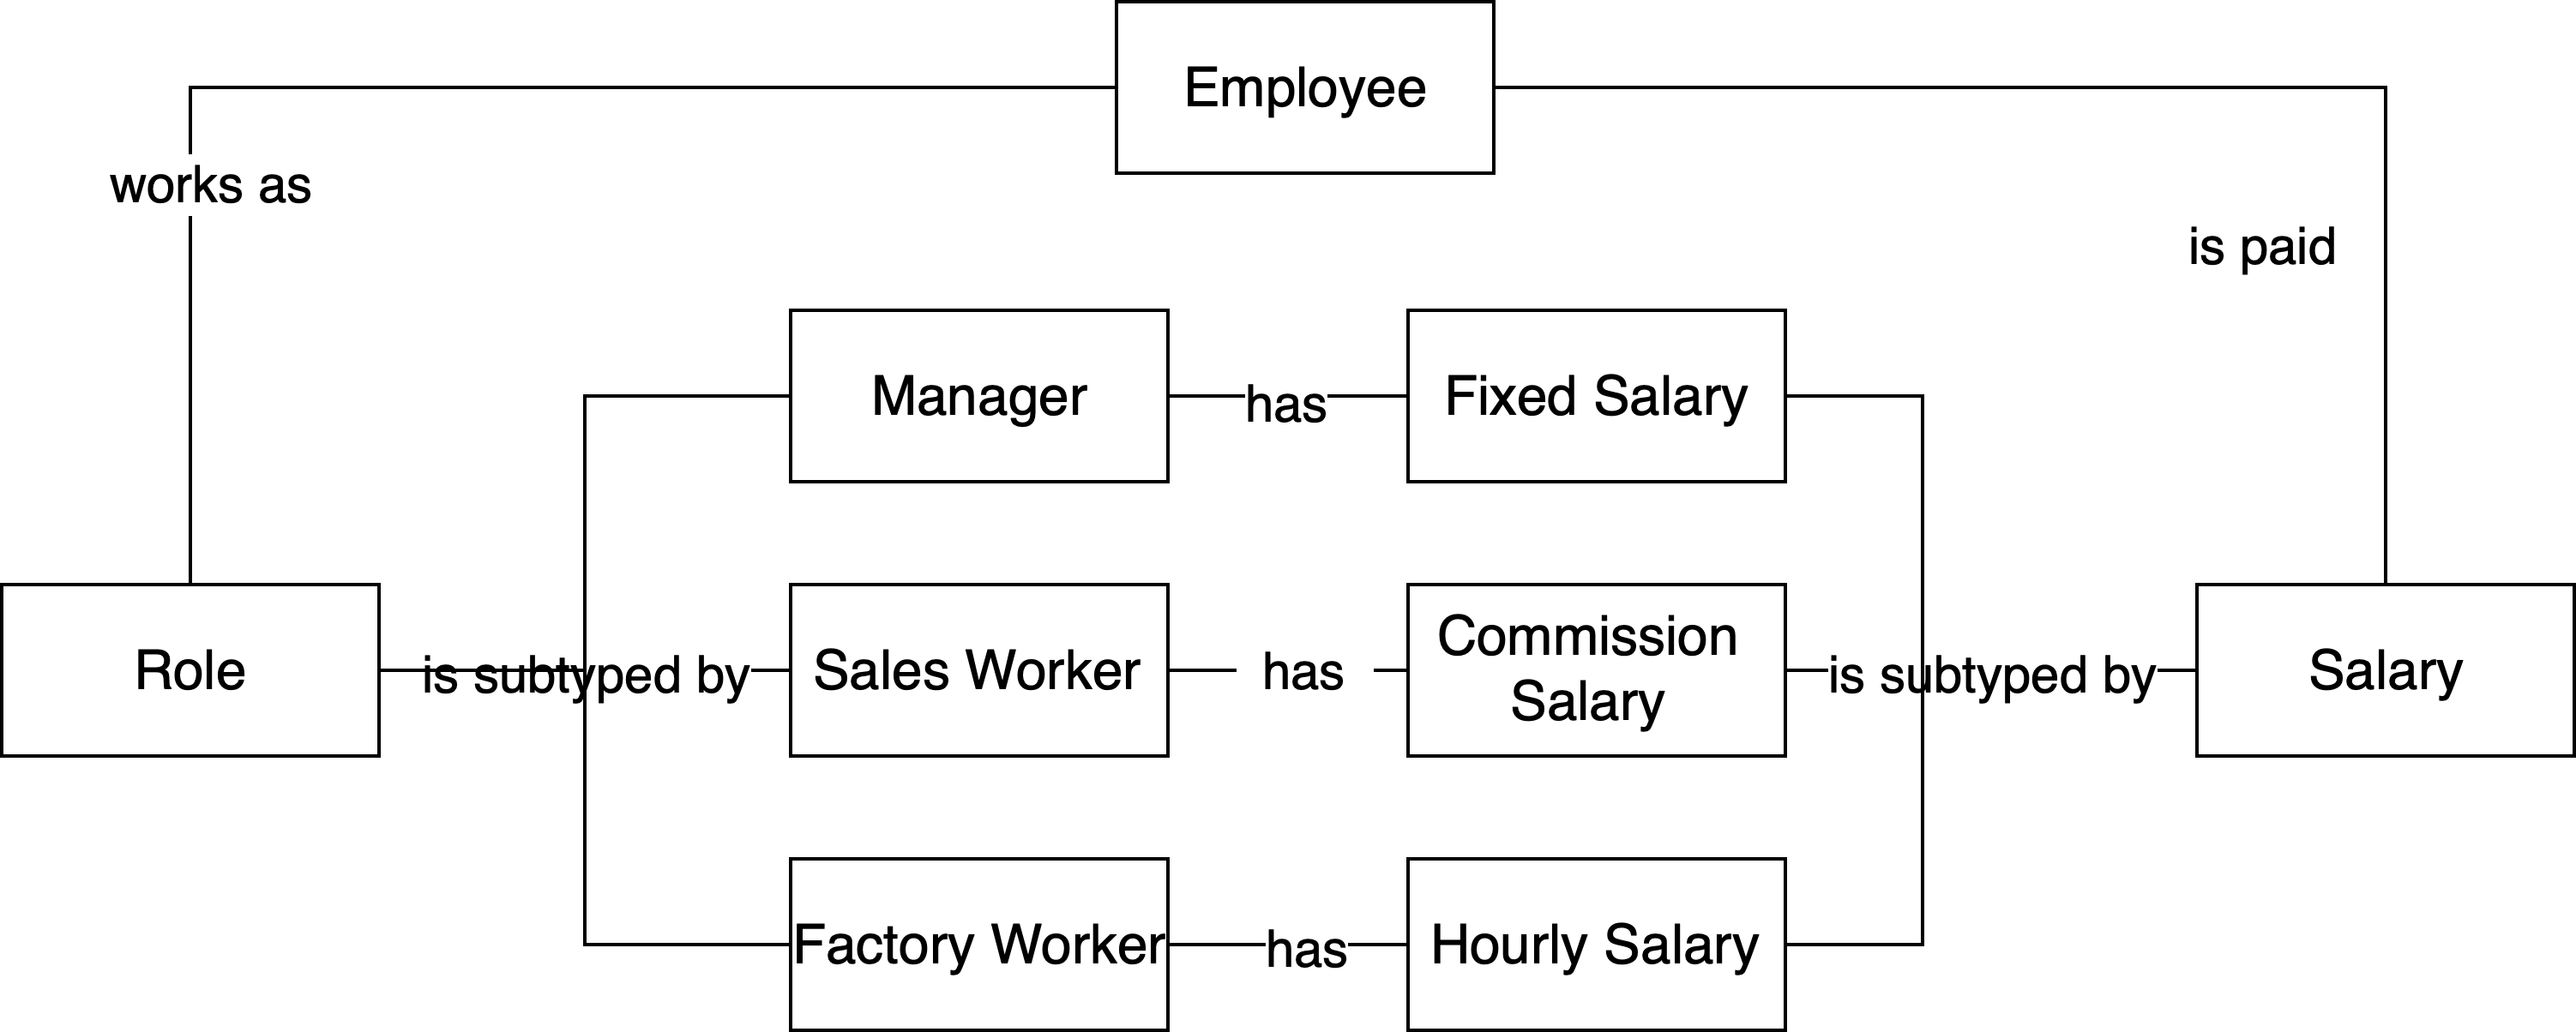 Employee
works as
is paid
Manager
has
Fixed Salary
Role
is subtyped by
Sales Worker
has
Commission
Salary
is subtyped by
Salary
Factory Worker
has
Hourly Salary